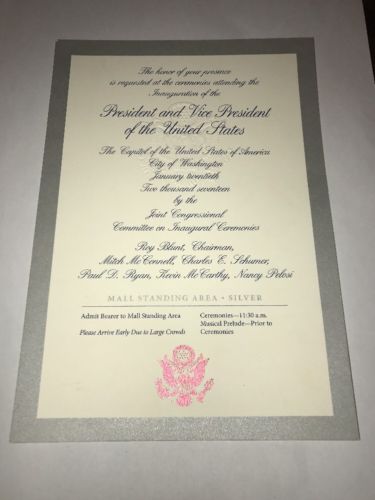 The honor of your presence
is requested at the ceremonies attending the
Inauguration of the
President and Vice President
of the United States
The Capitol of the United States of America
City of Washington
January twentieth
Two thousand seventeen
by the
Joint Congressional
Committee on Inaugural Ceremonies
Roy Blunt, Chairman,
Mitch McConnell, Charles E. Schumer,
Paul D. Ryan, Kevin McCarthy, Nancy Pelosi
MALL STANDING AREA • SILVER
Admit Bearer to Mall Standing Area
Please Arrive Early Due to Large Crowds
Ceremonies—11:30 a.m.
Musical Prelude—Prior to
Ceremonies